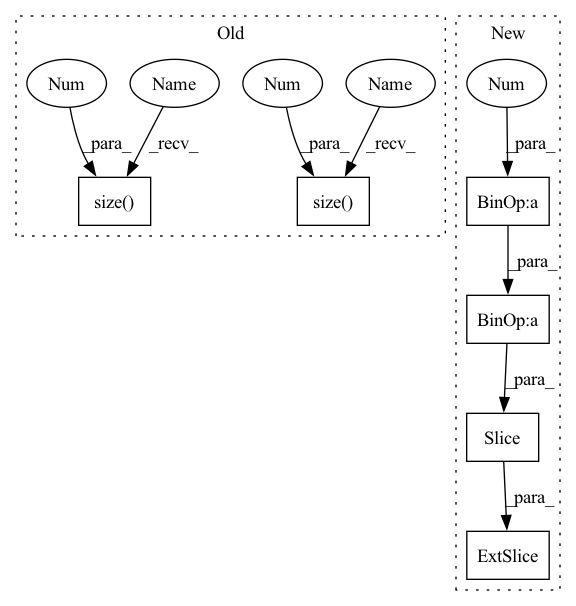 Old
New
Num
Name
Num
Name
Num
_para_
_recv_
_para_
_recv_
_para_
size()
size()
BinOp:a
_para_
BinOp:a
_para_
Slice
_para_
ExtSlice